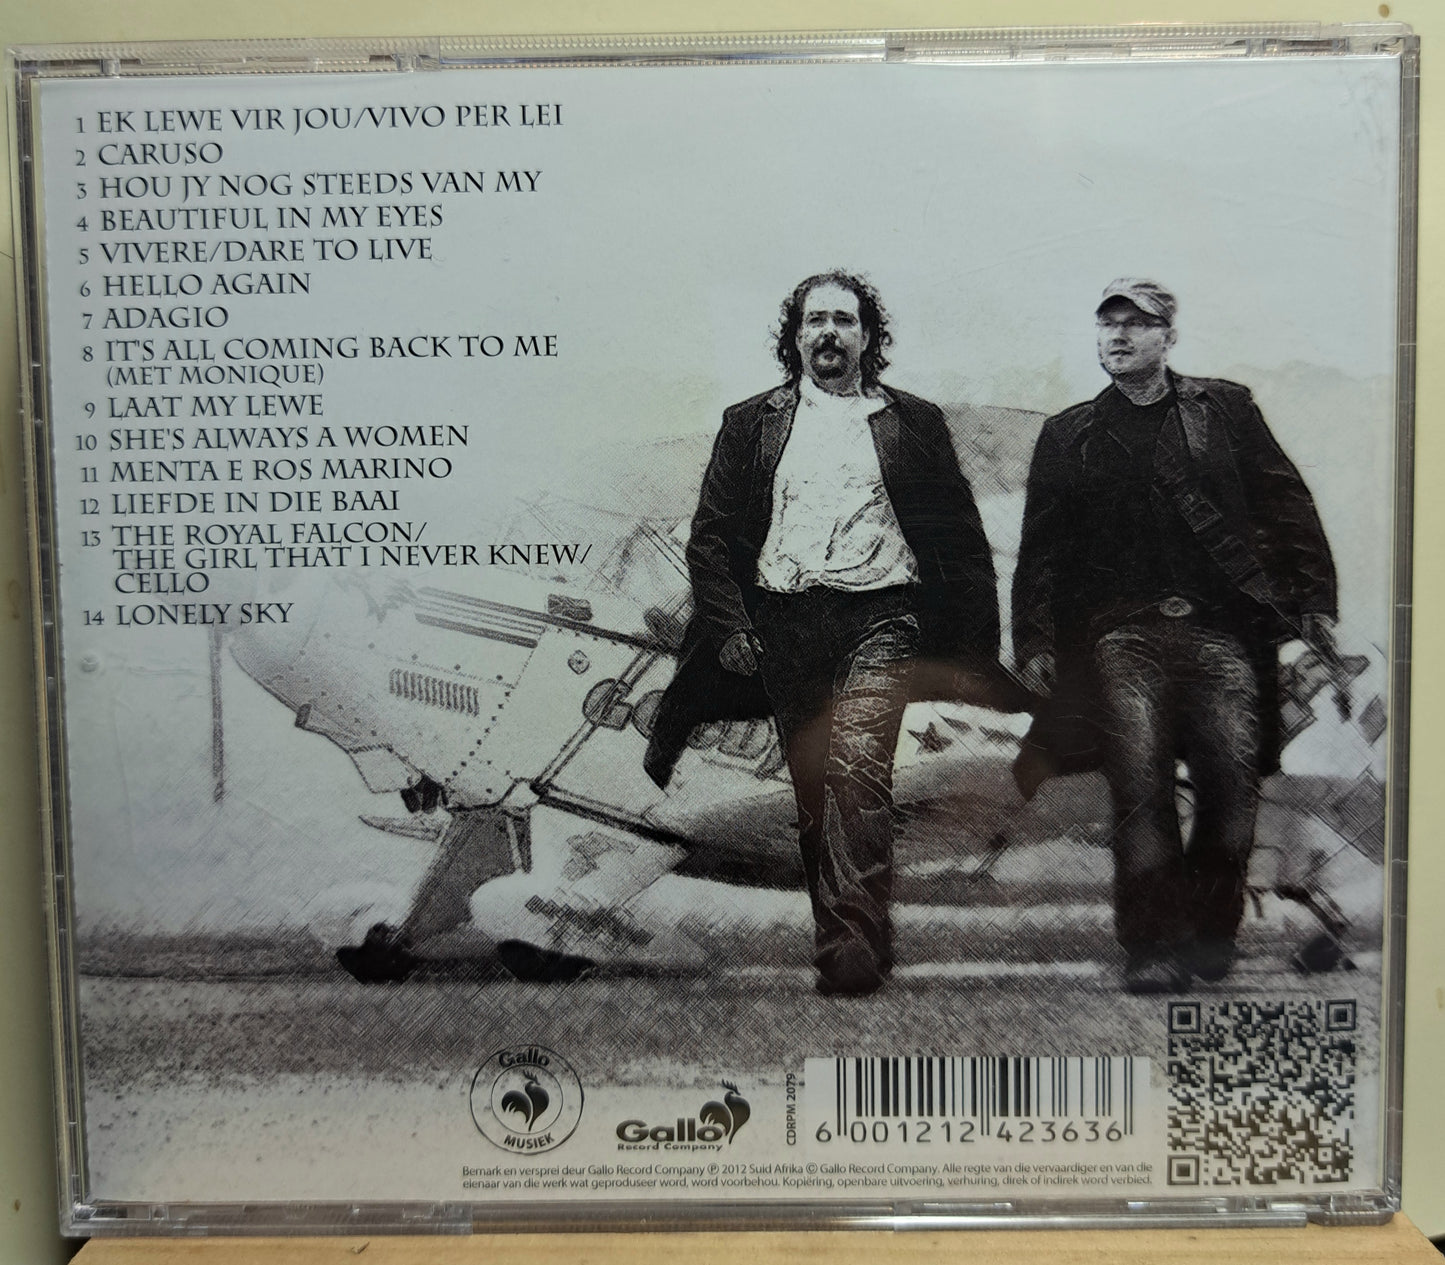 1 EK LEWE VIR JOU/VIVO PER LEI
2 CARUSO
3 HOU JY NOG STEEDS VAN MY
4 BEAUTIFUL IN MY EYES
5 VIVERE/DARE TO LIVE
6 HELLO AGAIN
7 ADAGIO
8 IT'S ALL COMING BACK TO ME
(MET MONIQUE)
9 LAAT MY LEWE
10 SHE'S ALWAYS A WOMEN
11 MENTA E ROS MARINO
12 LIEFDE IN DIE BAAI
13 THE ROYAL FALCON/
THE GIRL THAT I NEVER KNEW/
CELLO
14 LONELY SKY
Gallo
MUSIEK
Gallo
Record Company
CDRPM 2079
6 001212 423636
Bemark en versprei deur Gallo Record Company ℗ 2012 Suid Afrika © Gallo Record Company. Alle regte van die vervaardiger en van die
eienaar van die werk wat geproduseer word, word voorbehou. Kopiëring, openbare uitvoering, verhuring, direk of indirek word verbied.